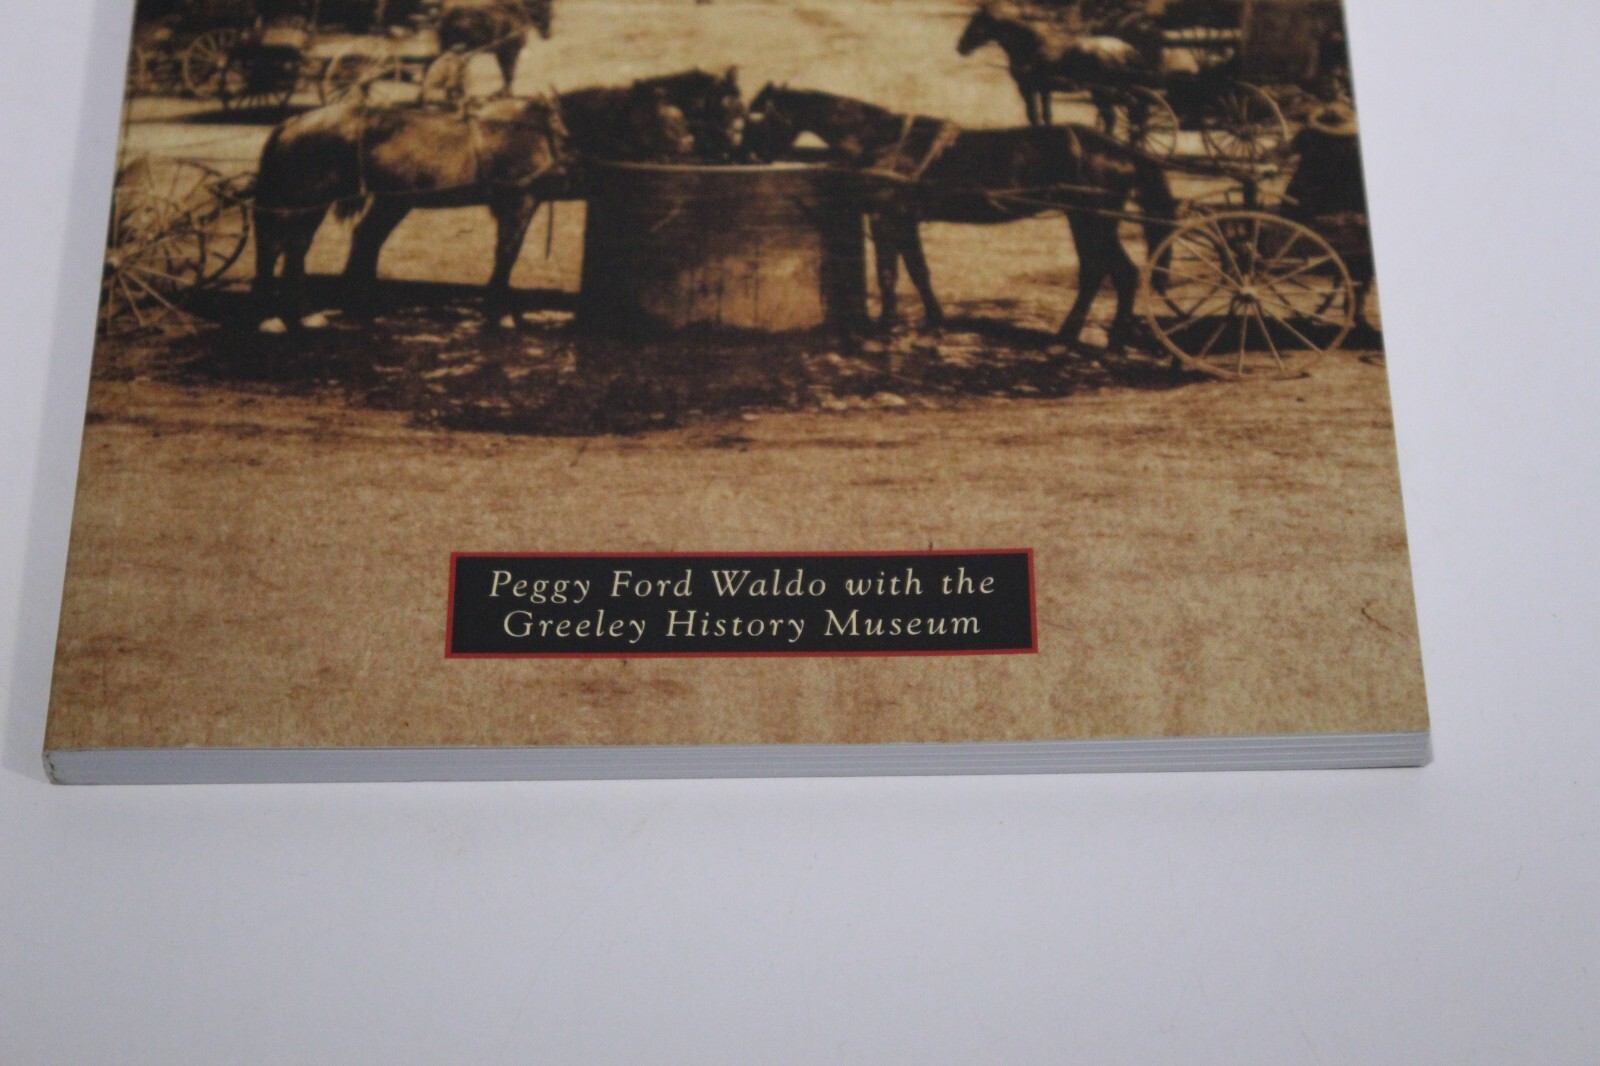 Peggy Ford Waldo with the
Greeley History Museum